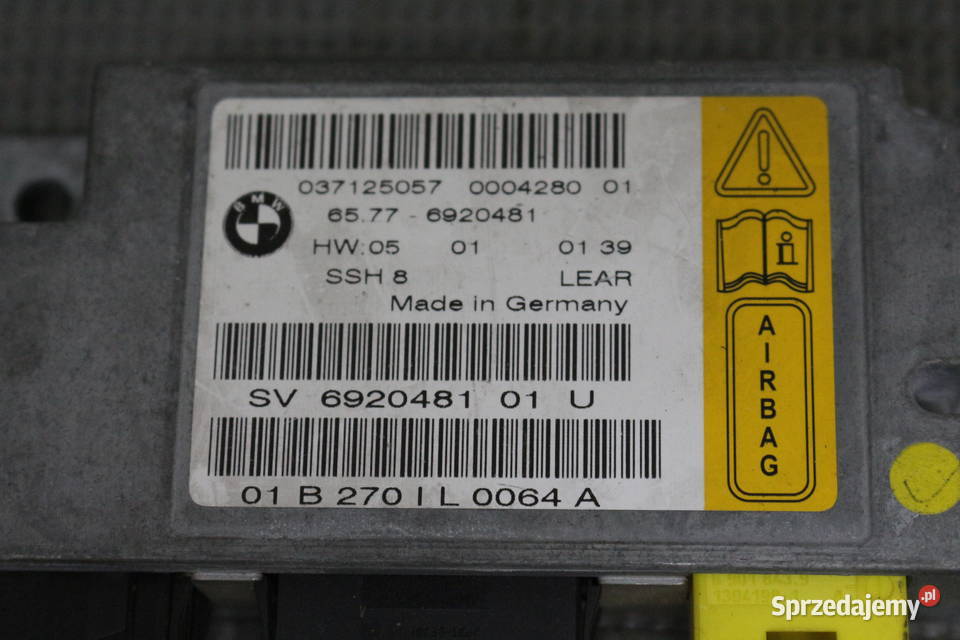 037125057 0004280 01
BMW
65.77 - 6920481
HW:05 01 01 39
SSH 8 LEAR
Made in Germany
SV 6920481 01 U
01 B 270 I L 0064 A
AIRBAG
Sprzedajemy.pl